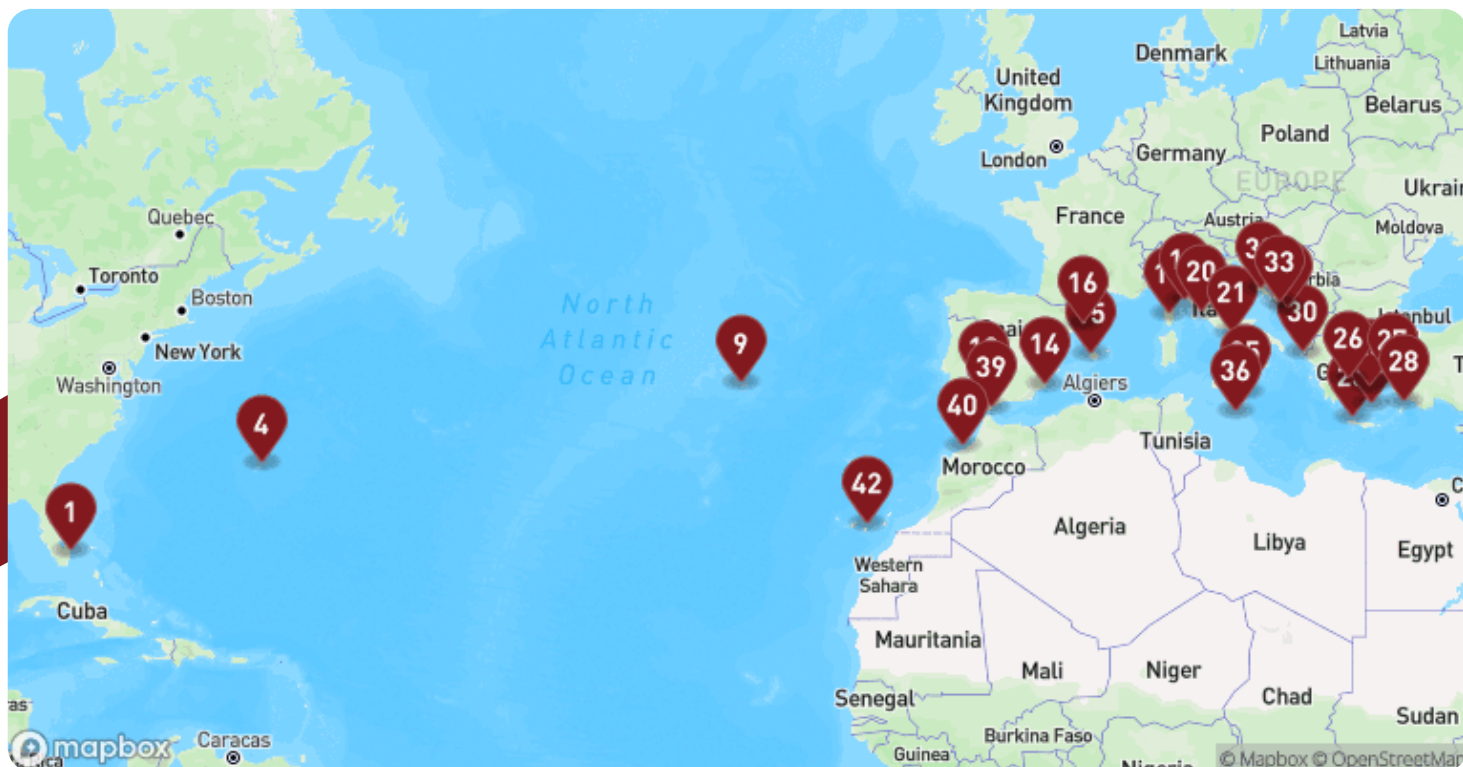 Latvia
Denmark
Lithuania
United
Kingdom
Belarus
Poland
London
Germany
EUROPE
Quebec
France
Austria
Moldova
Toronto
Boston
North
Atlantic
Ocean
New York
Washington
9
16
14
39
40
20
21
33
30
26
28
36
Algiers
4
Tunisia
Morocco
42
1
Algeria
Libya
Egypt
Western
Sahara
Cuba
Mauritania
Mali
Niger
Chad
Senegal
Sudan
Burkina Faso
Caracas
Guinea
mapbox
© Mapbox © OpenStreetMap